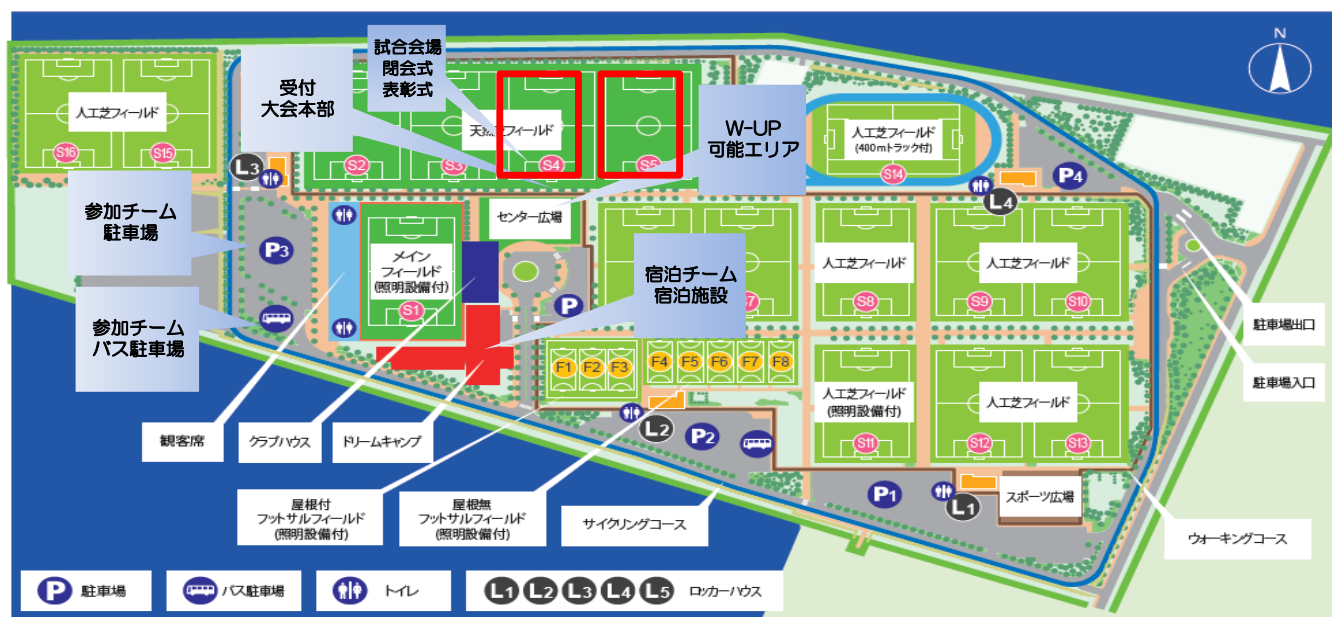 試合会場
閉会式
表彰式
受付
大会本部
N
人工芝フィールド
S16
S15
天然芝フィールド
S2
S3
S4
S5
W-UP
可能エリア
人工芝フィールド
(400mトラック付)
S14
L3
P4
L4
参加チーム
駐車場
P3
センター広場
メイン
フィールド
(照明設備付)
S1
宿泊チーム
宿泊施設
P
S7
人工芝フィールド
S8
人工芝フィールド
S9
S10
参加チーム
バス駐車場
駐車場出口
駐車場入口
F1
F2
F3
F4
F5
F6
F7
F8
人工芝フィールド
(照明設備付)
S11
人工芝フィールド
S12
S13
観客席
クラブハウス
ドリームキャンプ
L2
P2
P1
L1
スポーツ広場
屋根付
フットサルフィールド
(照明設備付)
屋根無
フットサルフィールド
(照明設備付)
サイクリングコース
ウォーキングコース
P 駐車場
バス駐車場
トイレ
L1 L2 L3 L4 L5 ロッカーハウス